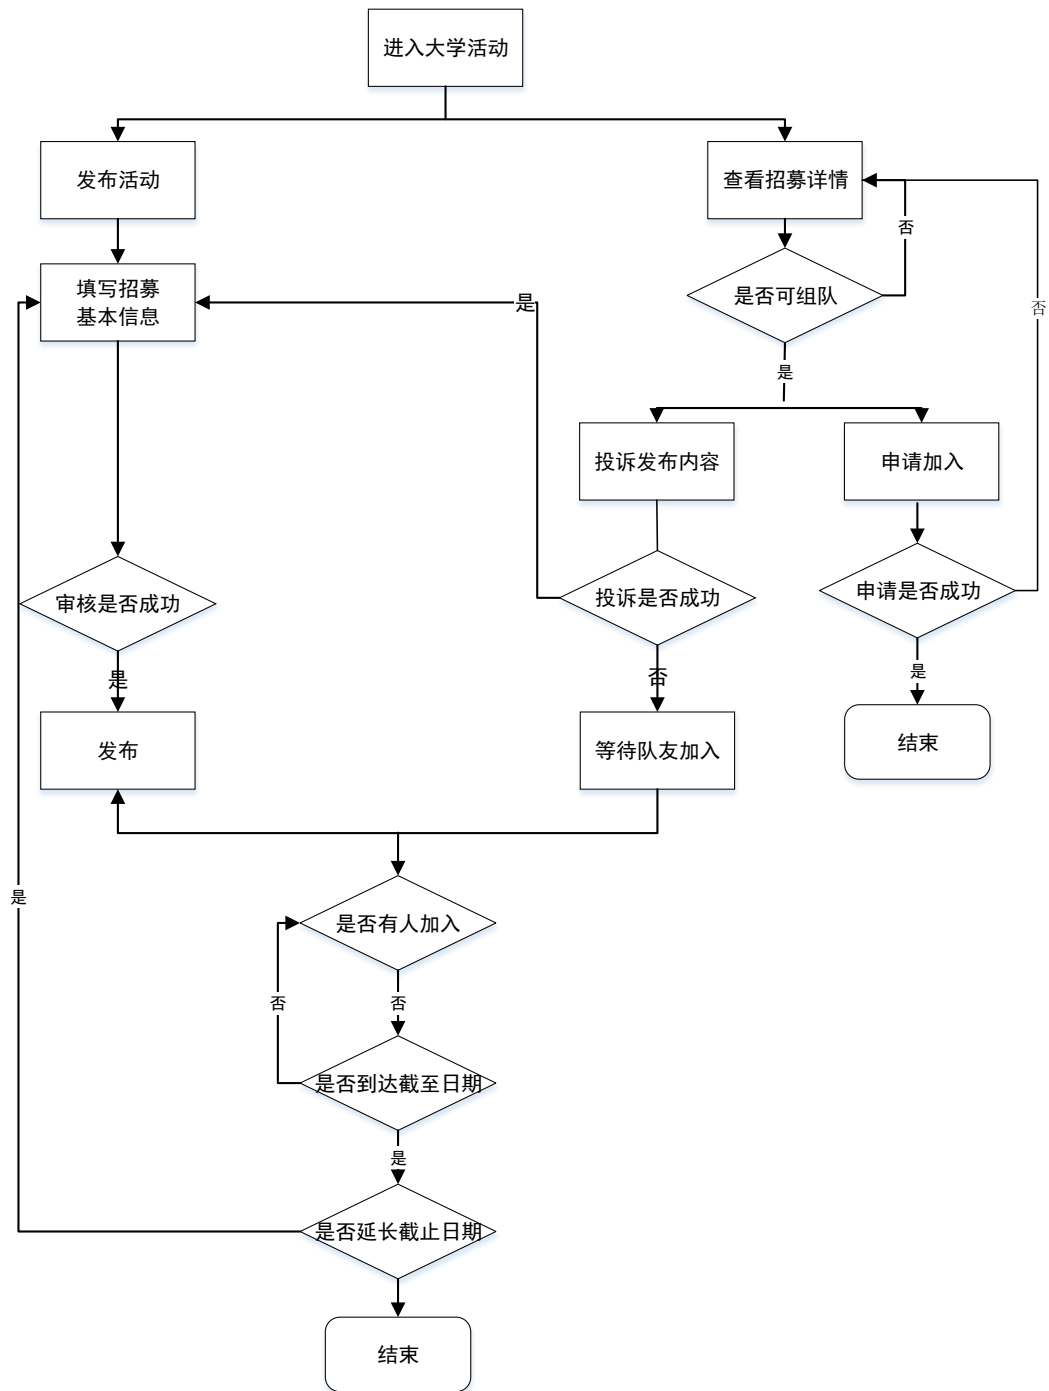 进入大学活动
发布活动
查看招募详情
否
填写招募
基本信息
是
是否可组队
否
是
投诉发布内容
申请加入
审核是否成功
投诉是否成功
申请是否成功
是
否
是
发布
等待队友加入
结束
是
是否有人加入
否
否
是否到达截至日期
是
是否延长截止日期
结束